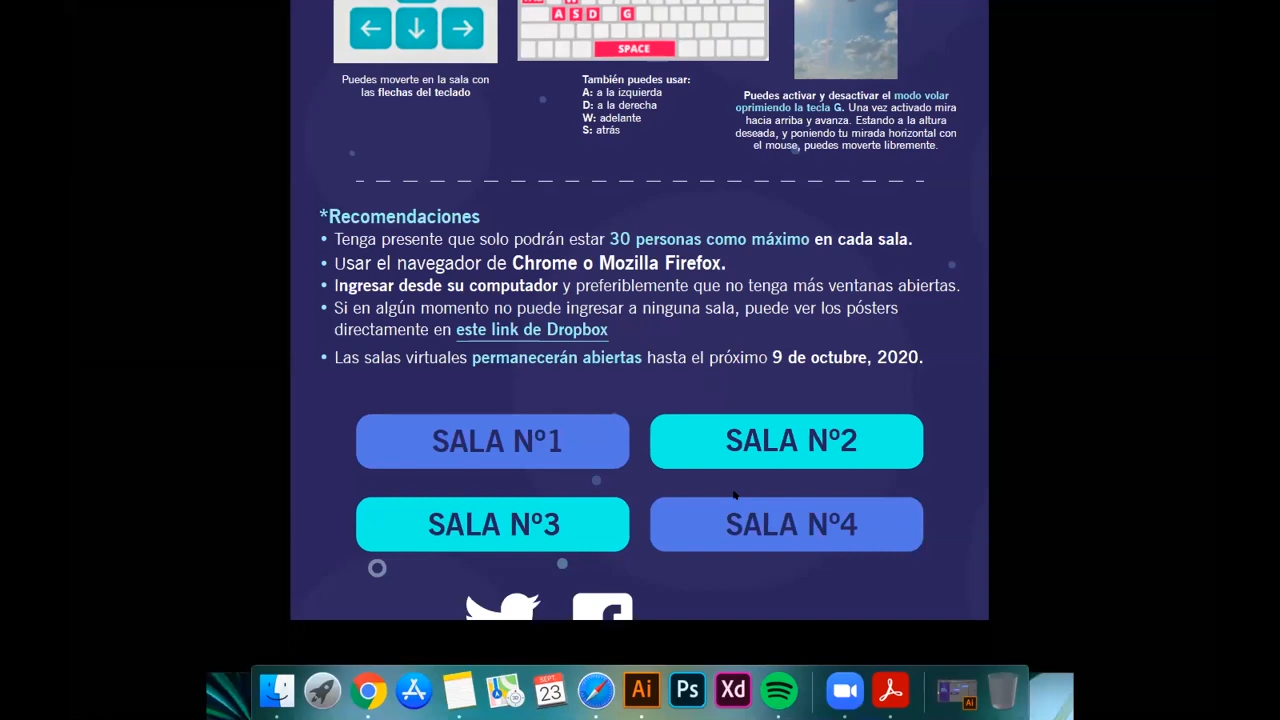 A S D G
SPACE
Puedes moverte en la sala con
las flechas del teclado
También puedes usar:
A: a la izquierda
D: a la derecha
W: adelante
S: atrás
Puedes activar y desactivar el modo volar
oprimiendo la tecla G. Una vez activado mira
hacia arriba y avanza. Estando a la altura
deseada, y poniendo tu mirada horizontal con
el mouse, puedes moverte libremente.
*Recomendaciones
• Tenga presente que solo podrán estar 30 personas como máximo en cada sala.
• Usar el navegador de Chrome o Mozilla Firefox.
• Ingresar desde su computador y preferiblemente que no tenga más ventanas abiertas.
• Si en algún momento no puede ingresar a ninguna sala, puede ver los pósters
directamente en este link de Dropbox
• Las salas virtuales permanecerán abiertas hasta el próximo 9 de octubre, 2020.
SALA Nº1
SALA Nº2
SALA Nº3
SALA Nº4
SEPT.
23
Ai
Ps
Xd
Ai